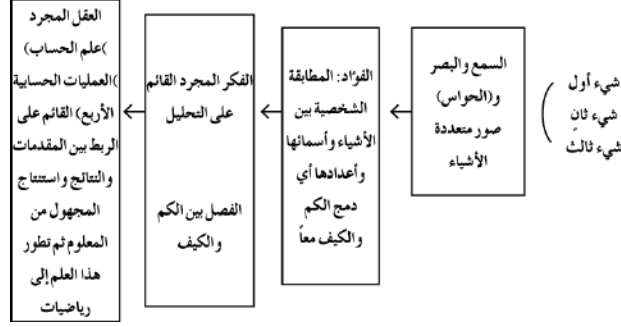 شيء أول
شيء ثانٍ
شيء ثالث
السمع والبصر
و(الحواس)
صور متعددة
الأشياء
الفؤاد: المطابقة
الشخصية بين
الأشياء وأسمائها
وأعدادها أي
دمج الكم
والكيف معاً
الفكر المجرد القائم
على التحليل
الفصل بين الكم
والكيف
العقل المجرد
)علم الحساب)
)العمليات الحسابية
الأربع) القائم على
الربط بين المقدمات
والنتائج واستنتاج
المجهول من
المعلوم ثم تطور
هذا العلم إلى
رياضيات